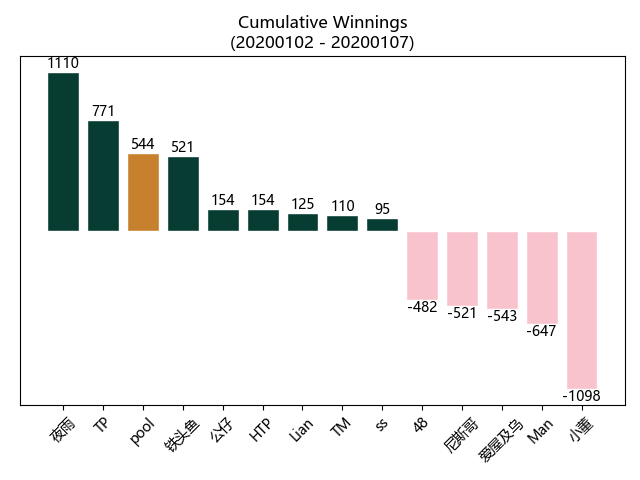 Cumulative Winnings
(20200102 - 20200107)
1110
771
544
521
154
154
125
110
95
-482
-521
-543
-647
-1098
夜雨
TP
pool
铁头鱼
公仔
HTP
Lian
TM
ss
48
尼斯哥
爱屋及乌
Man
小董